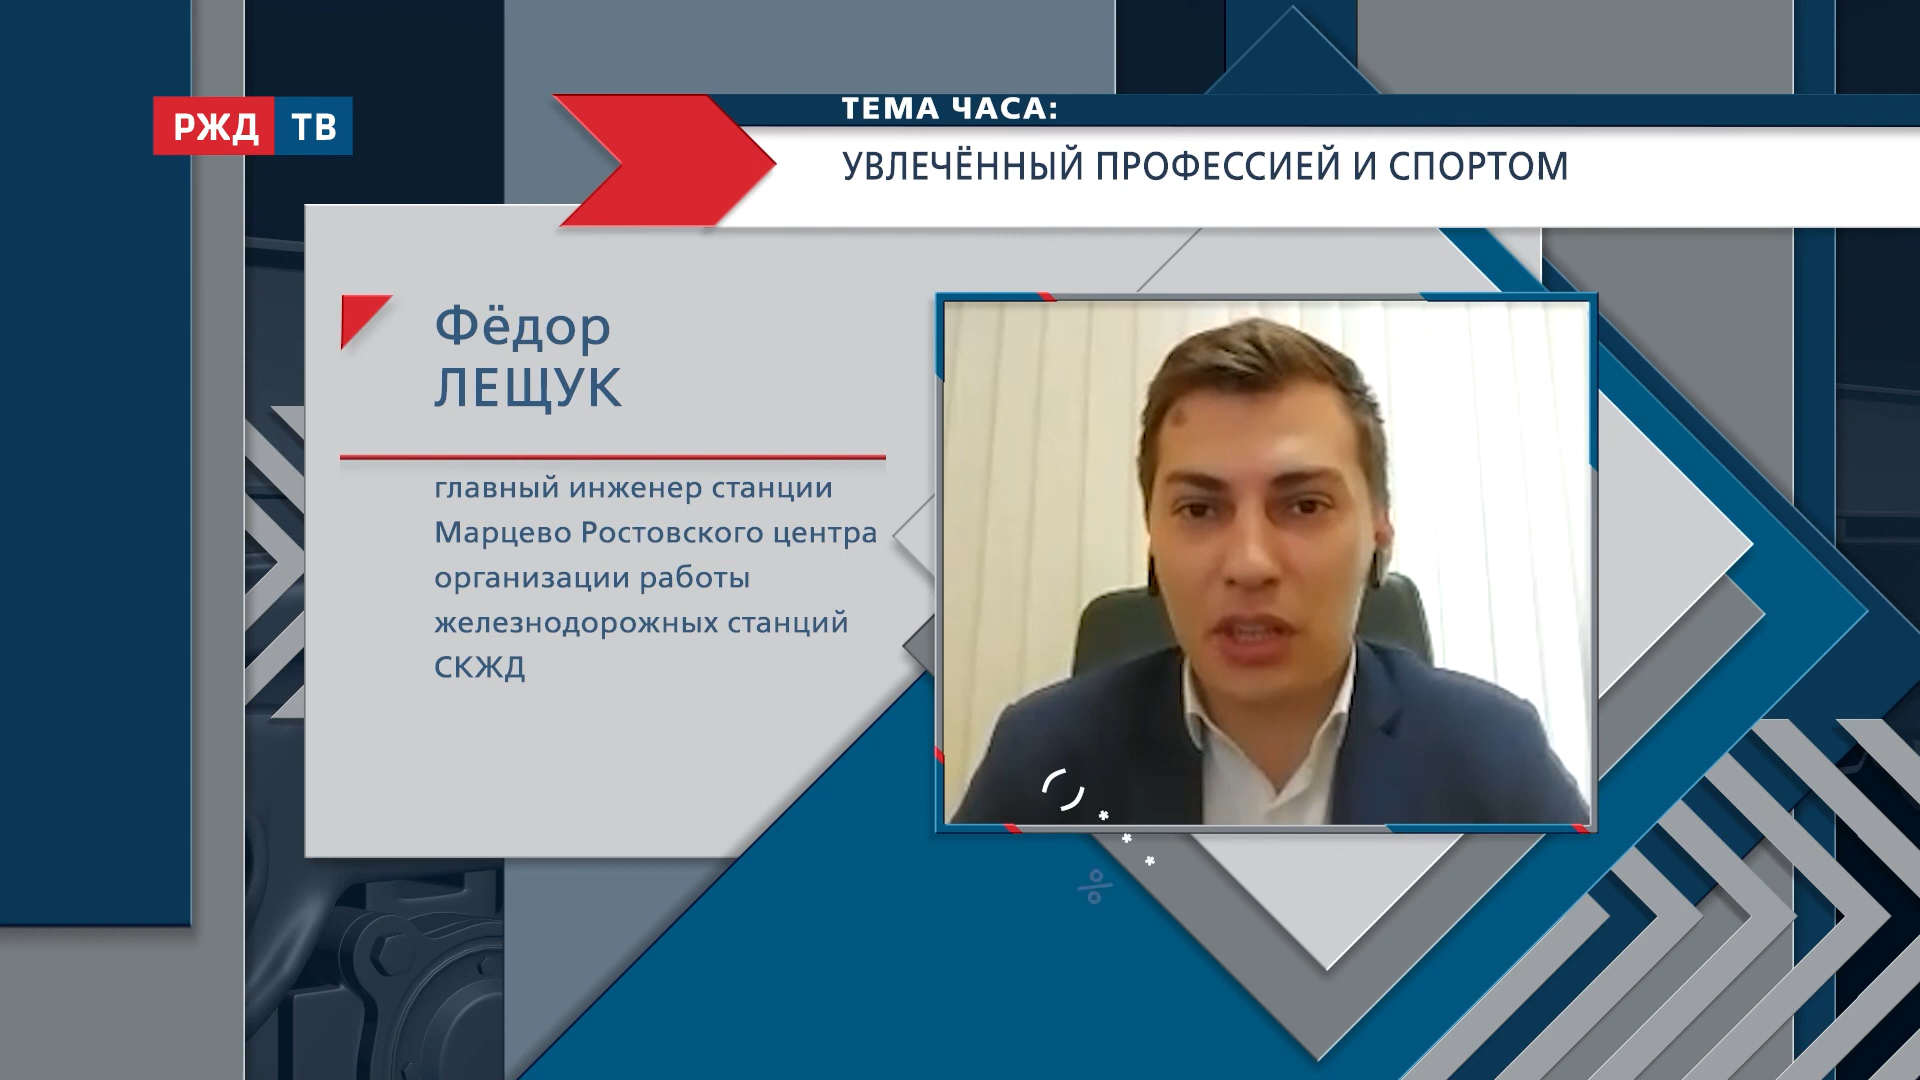 РЖД ТВ
ТЕМА ЧАСА:
УВЛЕЧЁННЫЙ ПРОФЕССИЕЙ И СПОРТОМ
Фёдор
ЛЕЩУК
главный инженер станции
Марцево Ростовского центра
организации работы
железнодорожных станций
СКЖД